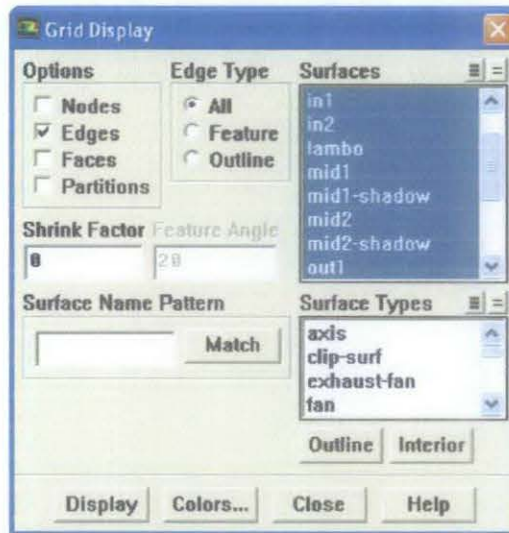 Grid Display
Options
Nodes
Edges
Faces
Partitions
Edge Type
All
Feature
Outline
Shrink Factor
0
Feature Angle
20
Surface Name Pattern
Match
Surfaces
in1
in2
lambo
mid1
mid1-shadow
mid2
mid2-shadow
out1
Surface Types
axis
clip-surf
exhaust-fan
fan
Outline
Interior
Display
Colors...
Close
Help